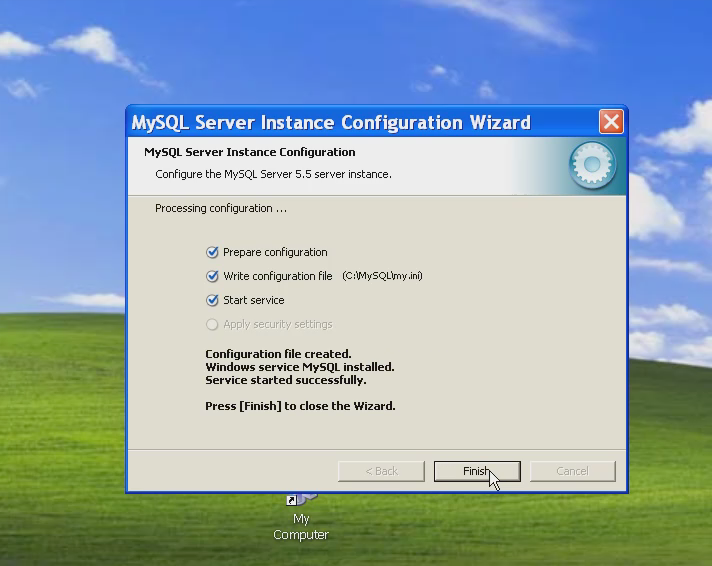 MySQL Server Instance Configuration Wizard
MySQL Server Instance Configuration
Configure the MySQL Server 5.5 server instance.
Processing configuration ...
Prepare configuration
Write configuration file (C:\MySQL\my.ini)
Start service
Apply security settings
Configuration file created.
Windows service MySQL installed.
Service started successfully.
Press [Finish] to close the Wizard.
< Back Finish Cancel
My
Computer